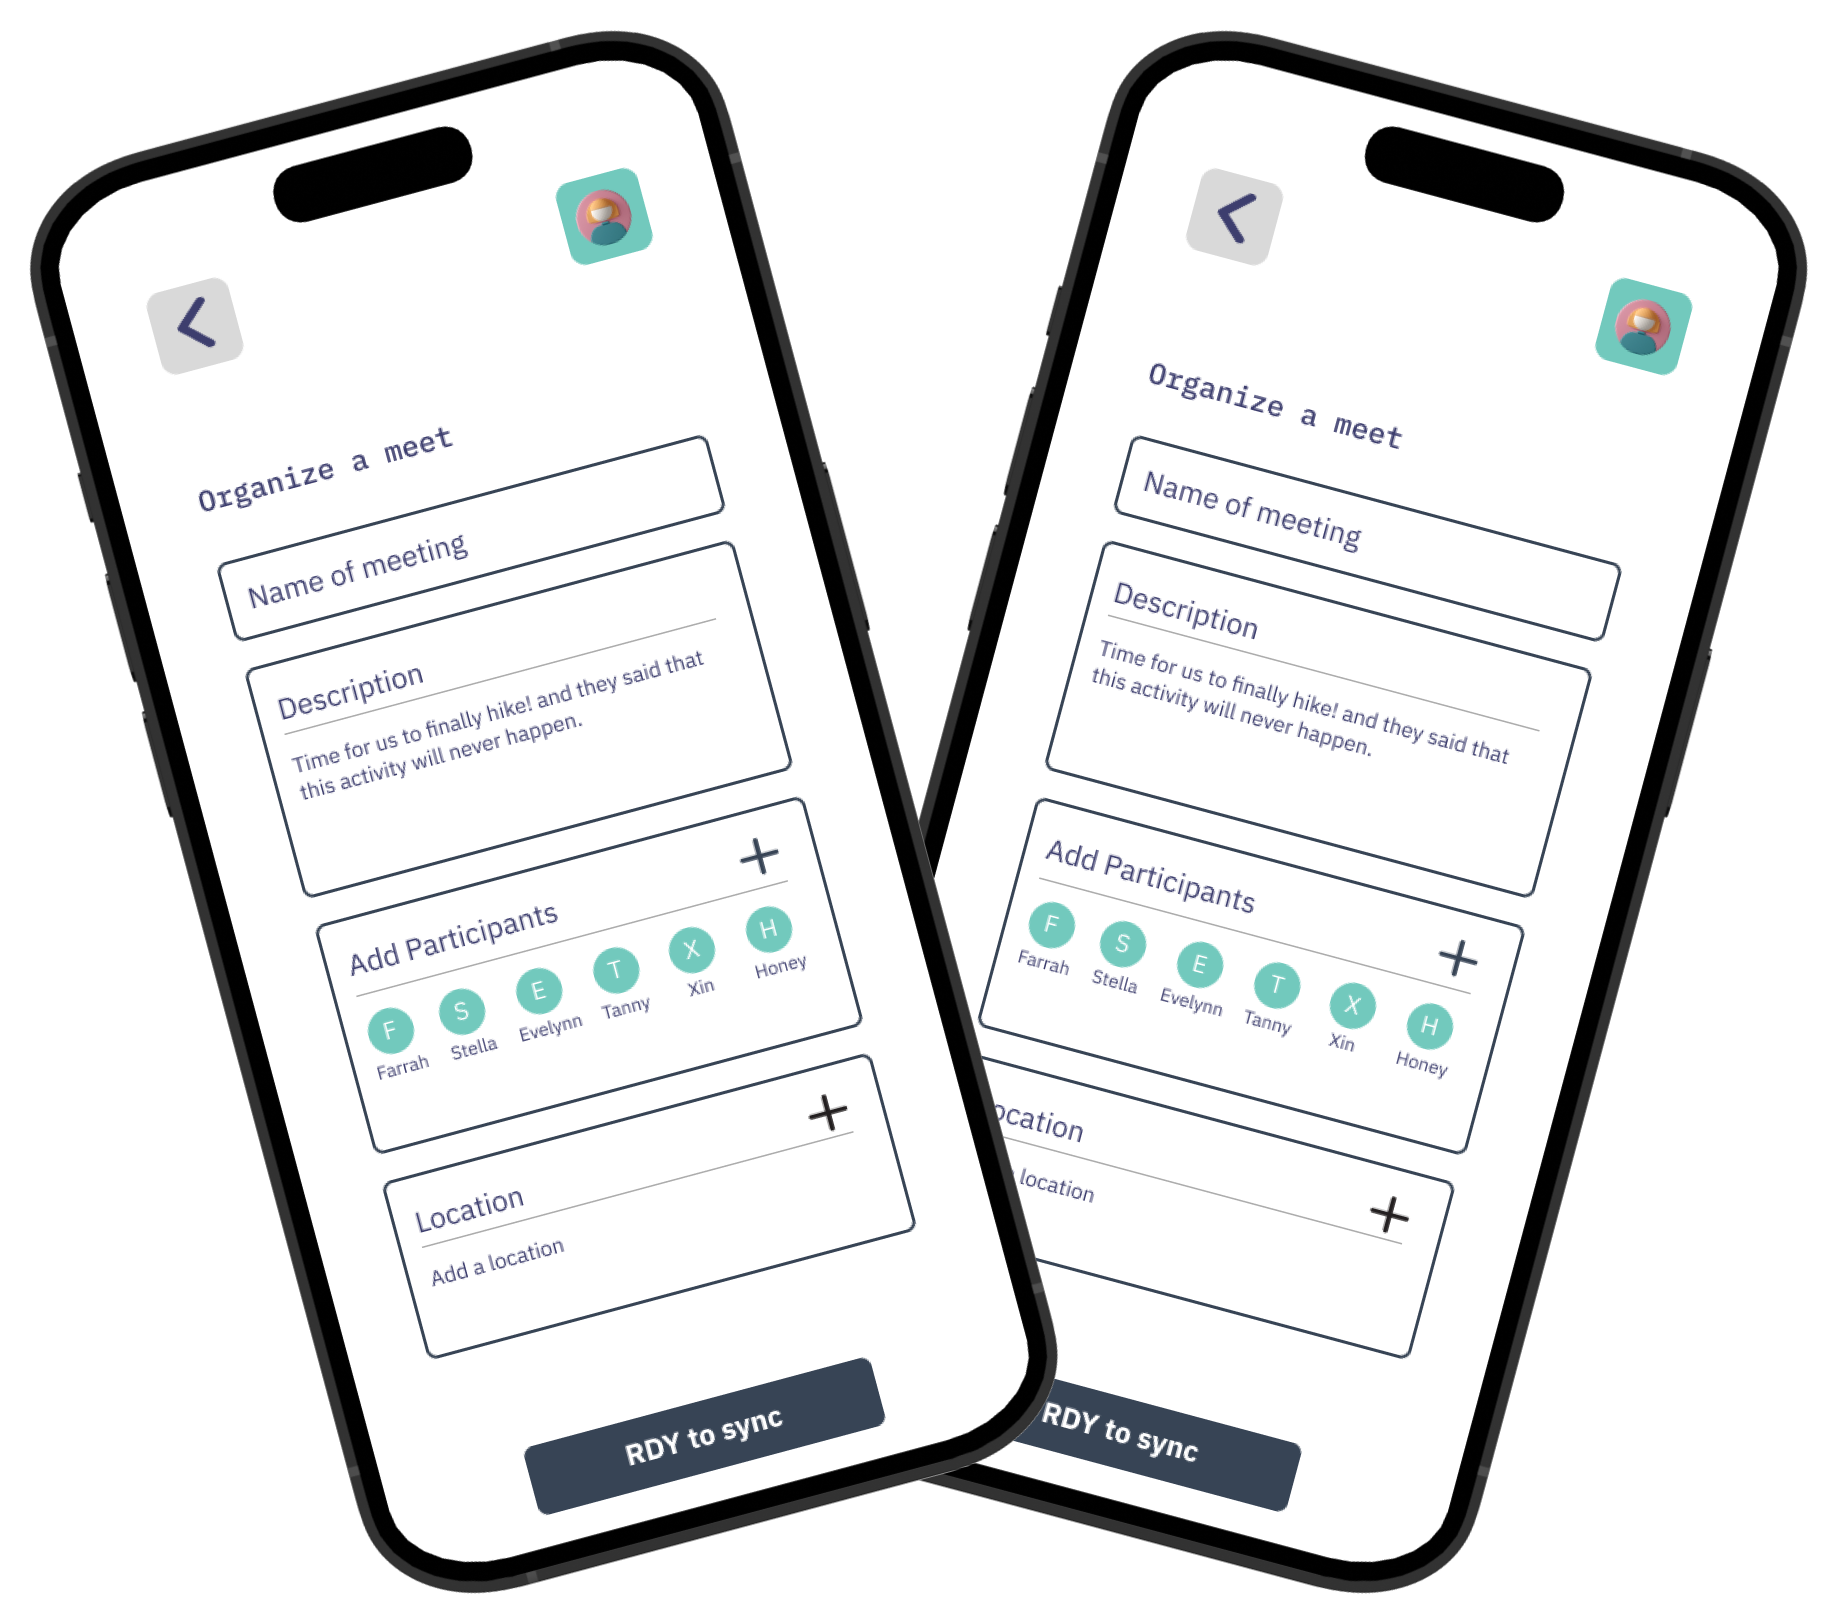 Organize a meet
Name of meeting
Description
Time for us to finally hike! and they said that
this activity will never happen.
Add Participants
F S E T X H
Farrah Stella Evelynn Tanny Xin Honey
Location
Add a location
RDY to sync
Organize a meet
Name of meeting
Description
Time for us to finally hike! and they said that
this activity will never happen.
Add Participants
F S E T X H
Farrah Stella Evelynn Tanny Xin Honey
ocation
location
RDY to sync